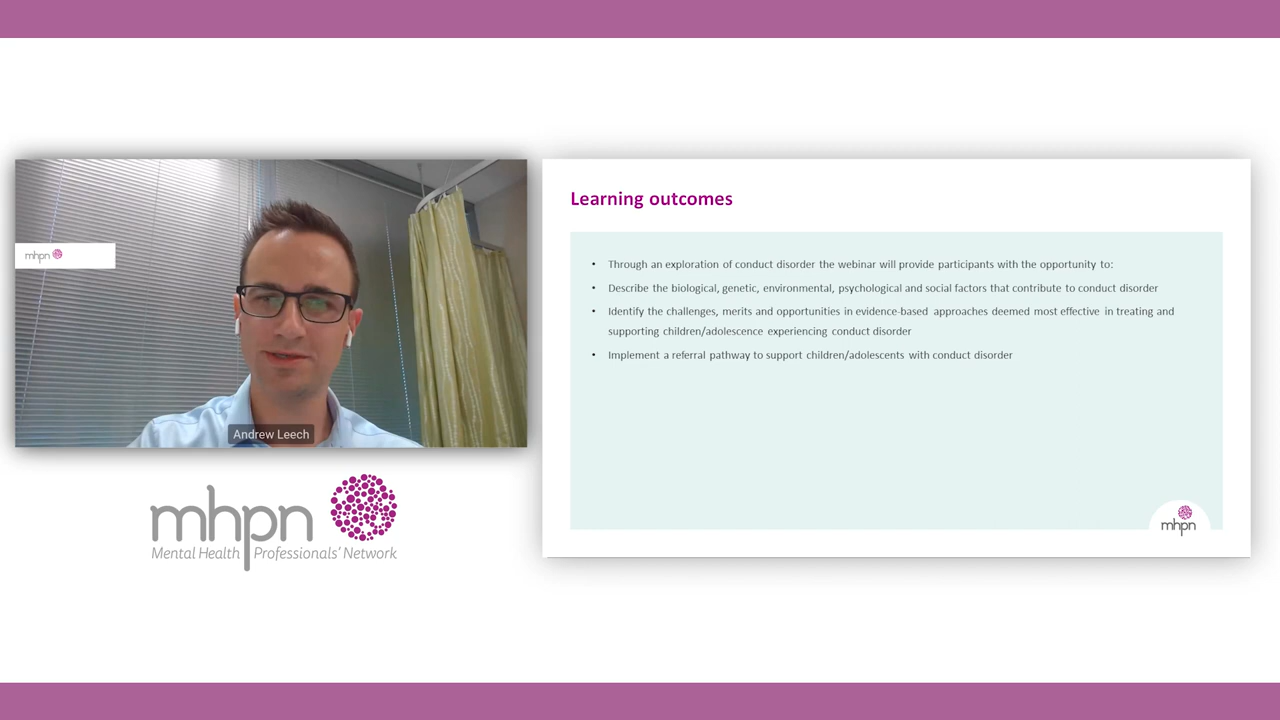 mhpn
Andrew Leech
mhpn
Mental Health Professionals' Network
Learning outcomes
• Through an exploration of conduct disorder the webinar will provide participants with the opportunity to:
• Describe the biological, genetic, environmental, psychological and social factors that contribute to conduct disorder
• Identify the challenges, merits and opportunities in evidence-based approaches deemed most effective in treating and
supporting children/adolescence experiencing conduct disorder
• Implement a referral pathway to support children/adolescents with conduct disorder
mhpn